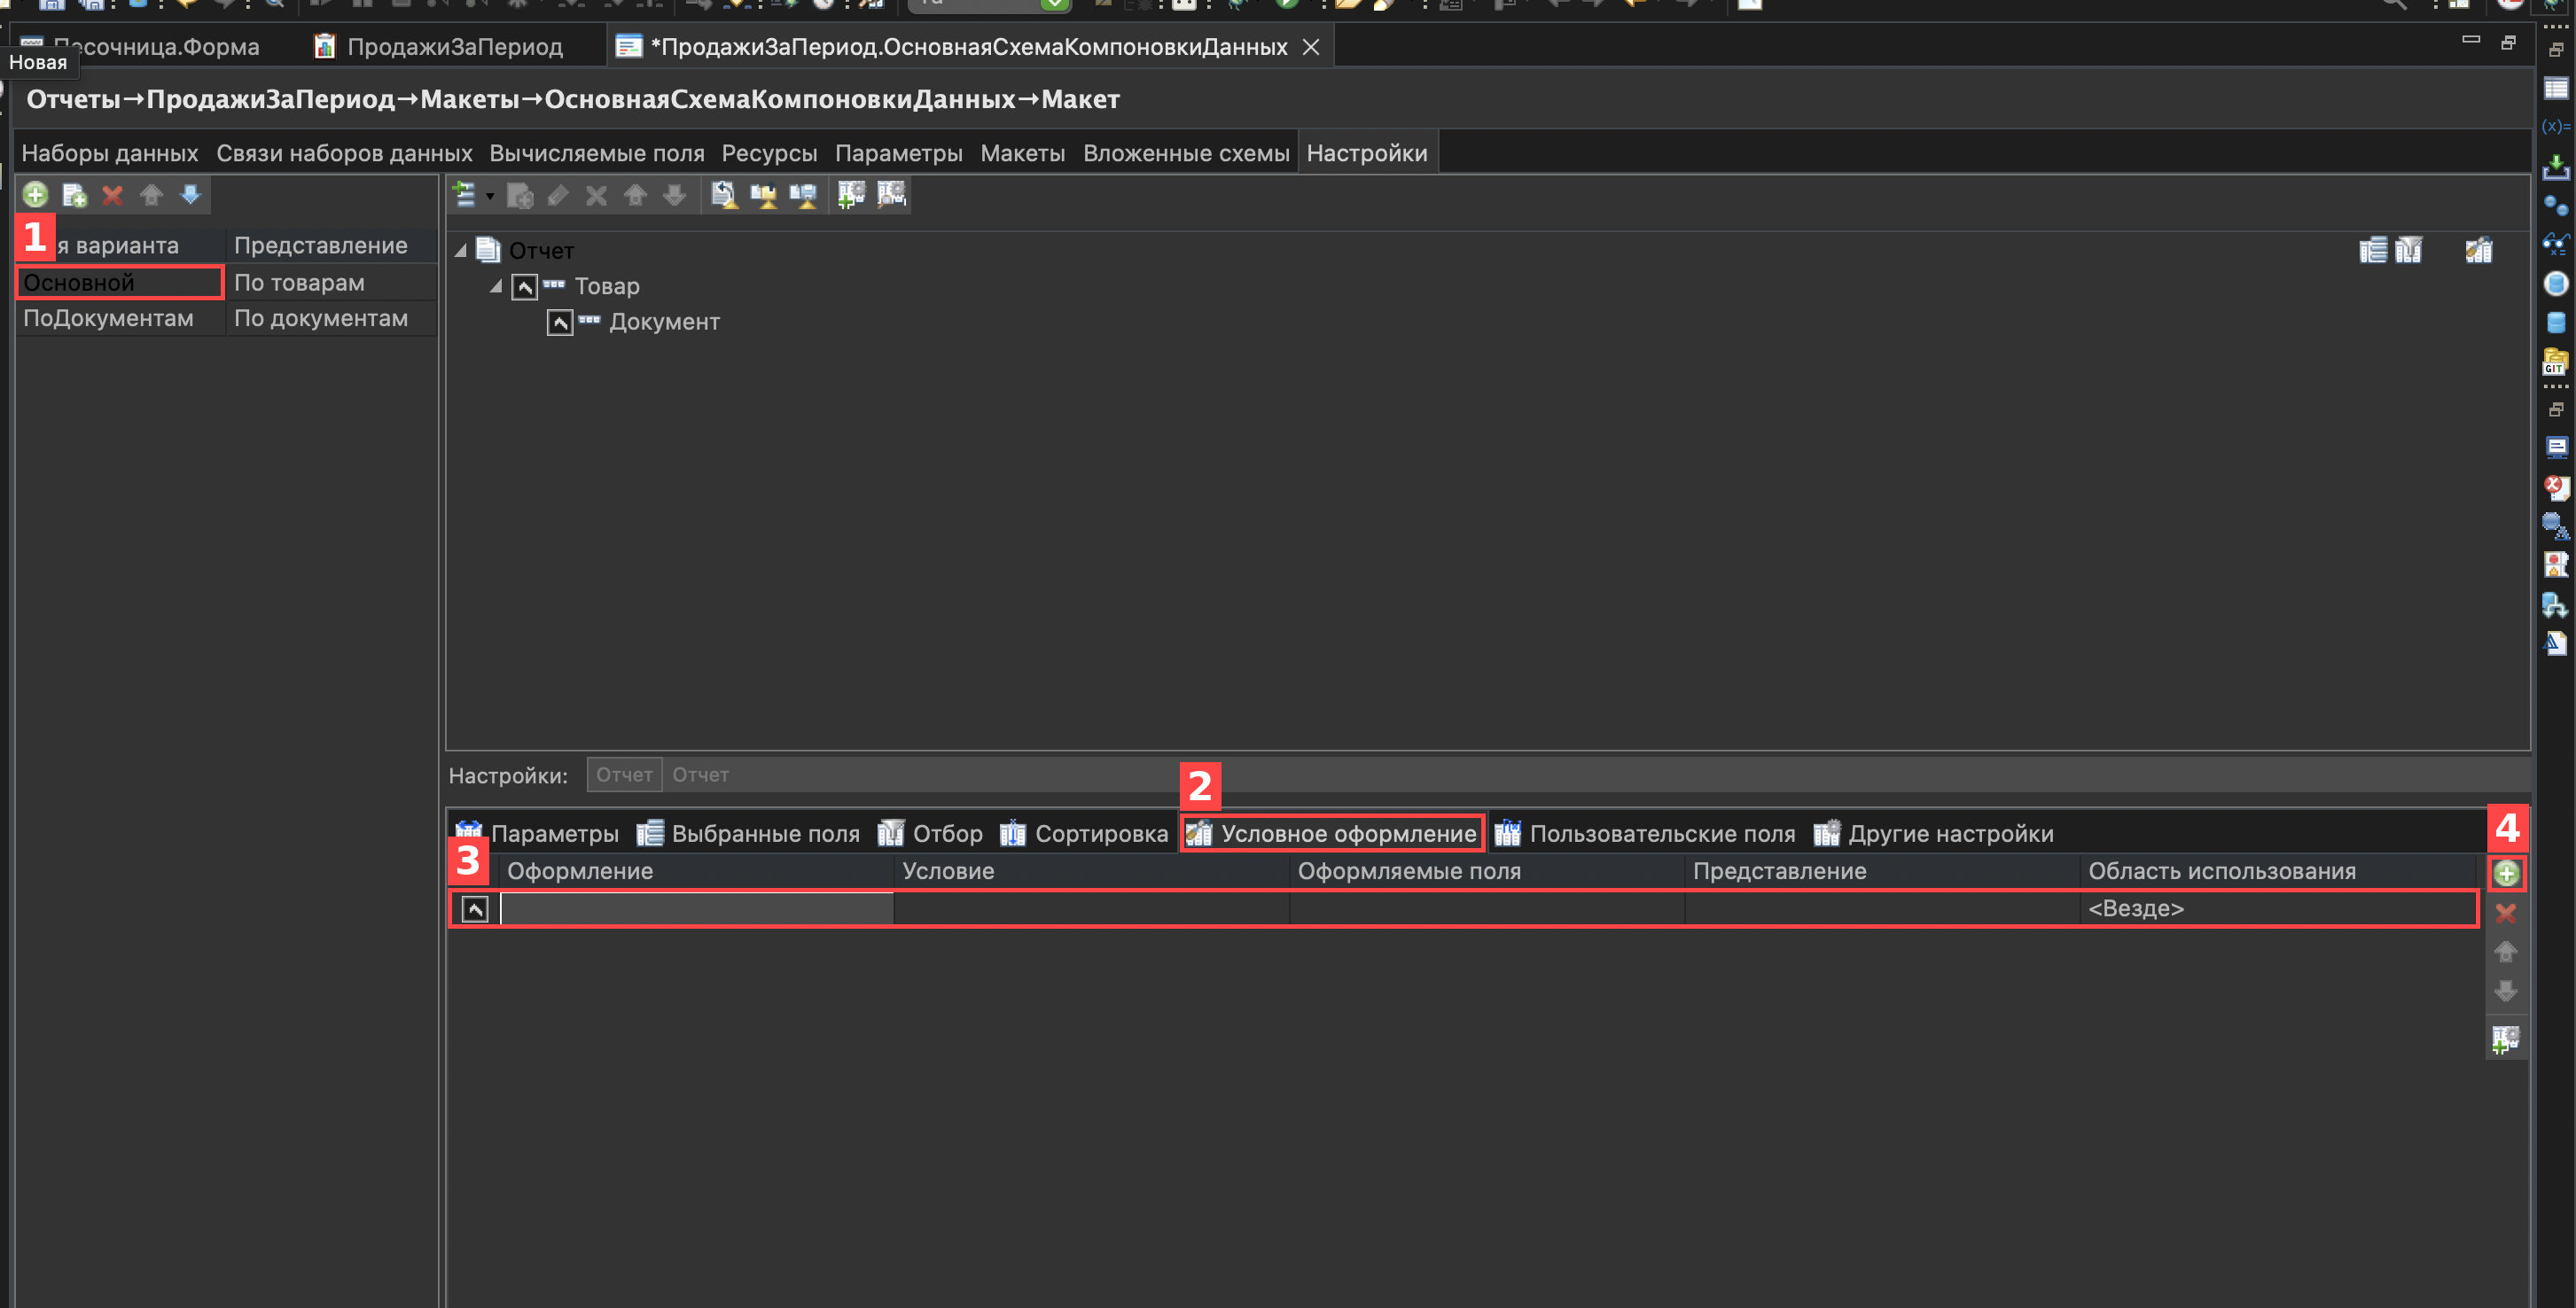 Песочница.Форма
ПродажиЗаПериод
*ПродажиЗаПериод.ОсновнаяСхемаКомпоновкиДанных
Новая
Отчеты→ПродажиЗаПериод→Макеты→ОсновнаяСхемаКомпоновкиДанных→Макет
Наборы данных Связи наборов данных Вычисляемые поля Ресурсы Параметры Макеты Вложенные схемы Настройки
1
я варианта Представление
Основной По товарам
ПоДокументам По документам
Отчет
Товар
Документ
Настройки: Отчет Отчет
2
Параметры Выбранные поля Отбор Сортировка Условное оформление Пользовательские поля Другие настройки
4
3
Оформление Условие Оформляемые поля Представление Область использования
<Везде>
(x)=
GIT